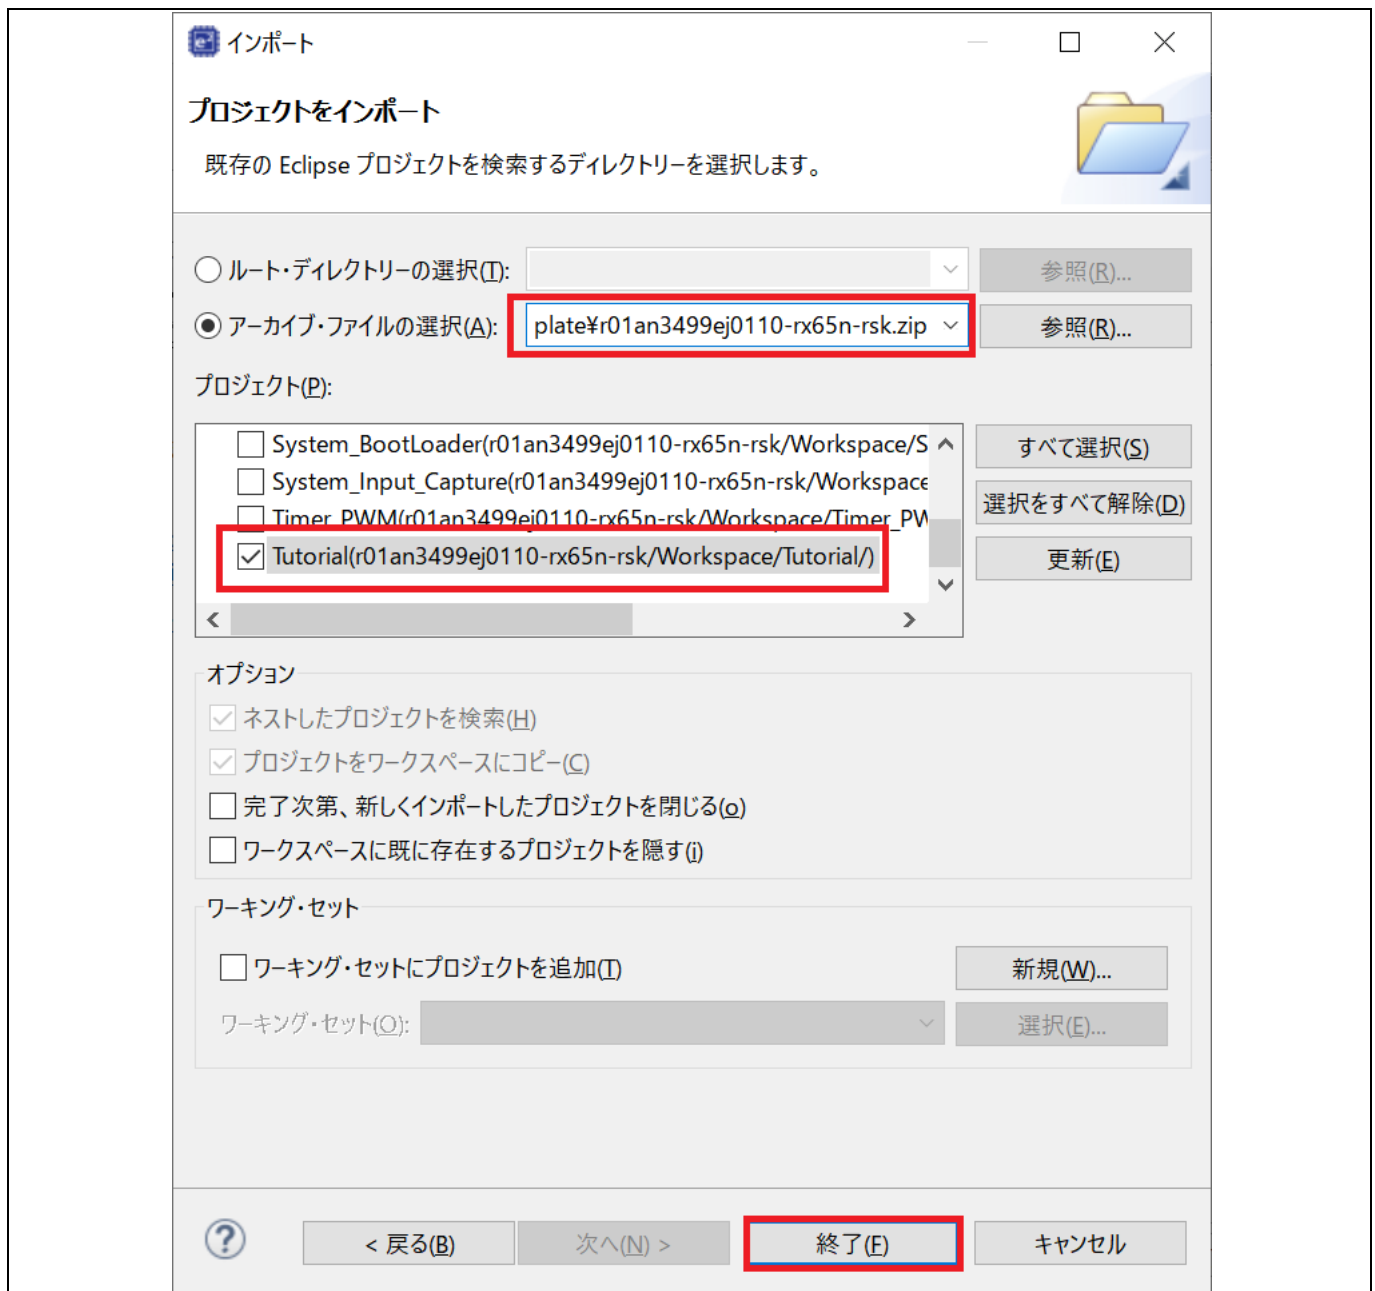 インポート
プロジェクトをインポート
既存の Eclipse プロジェクトを検索するディレクトリーを選択します。
ルート・ディレクトリーの選択(T):
参照(R)...
アーカイブ・ファイルの選択(A):
plate¥r01an3499ej0110-rx65n-rsk.zip
参照(R)...
プロジェクト(P):
System_BootLoader(r01an3499ej0110-rx65n-rsk/Workspace/S
すべて選択(S)
System_Input_Capture(r01an3499ej0110-rx65n-rsk/Workspace
選択をすべて解除(D)
Timer_PWM(r01an3499ej0110-rx65n-rsk/Workspace/Timer_PW
Tutorial(r01an3499ej0110-rx65n-rsk/Workspace/Tutorial/)
更新(E)
オプション
ネストしたプロジェクトを検索(H)
プロジェクトをワークスペースにコピー(C)
完了次第、新しくインポートしたプロジェクトを閉じる(o)
ワークスペースに既に存在するプロジェクトを隠す(i)
ワーキング・セット
ワーキング・セットにプロジェクトを追加(T)
新規(W)...
ワーキング・セット(O):
選択(E)...
?
< 戻る(B)
次へ(N) >
終了(F)
キャンセル